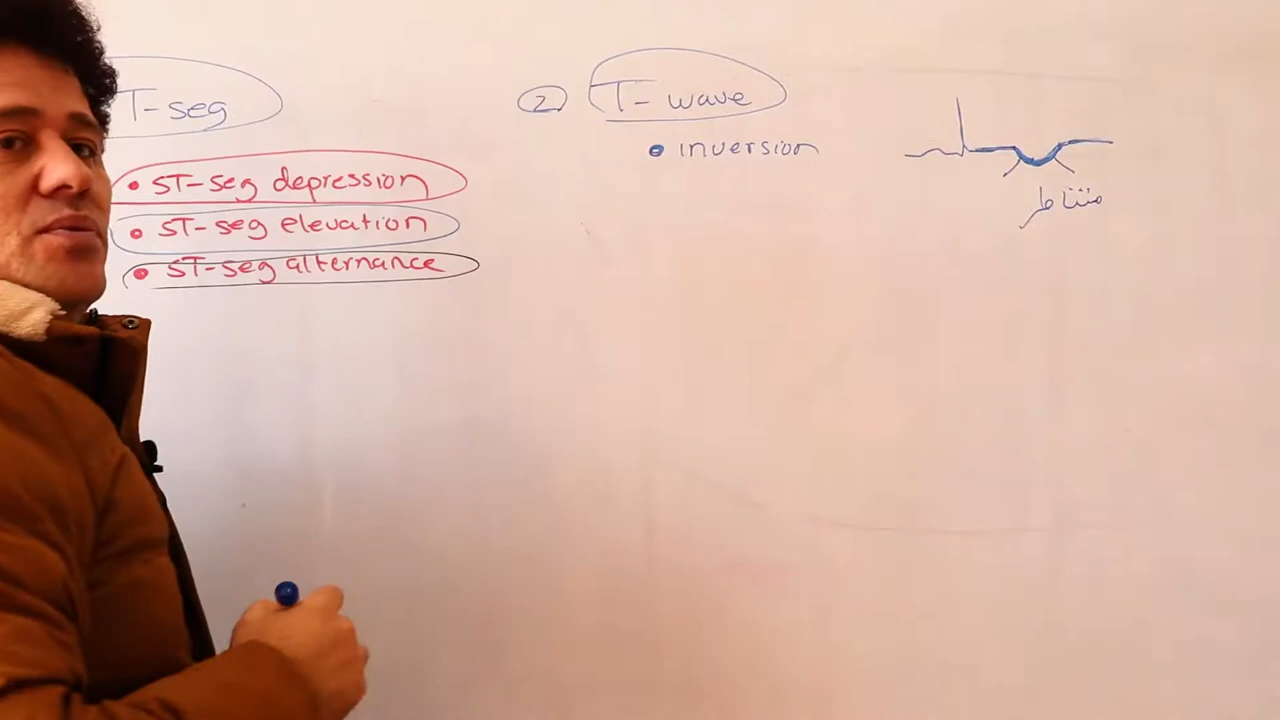 T-seg
• ST-seg depression
• ST-seg elevation
• ST-seg alternance
2 T-wave
• inversion
متناظر